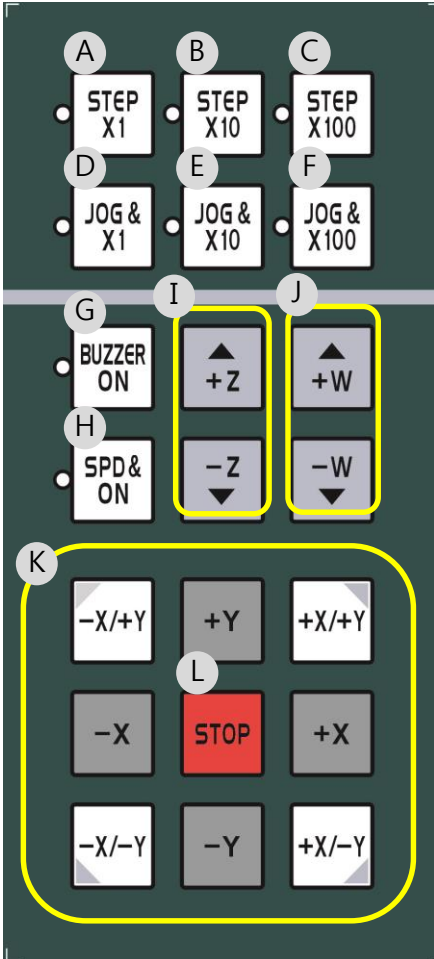 A B C
STEP X1 STEP X10 STEP X100
D E F
JOG & X1 JOG & X10 JOG & X100
G I J
BUZZER ON +Z +W
H
SPD & ON −Z −W
K
−X/+Y +Y +X/+Y
L
−X STOP +X
−X/−Y −Y +X/−Y